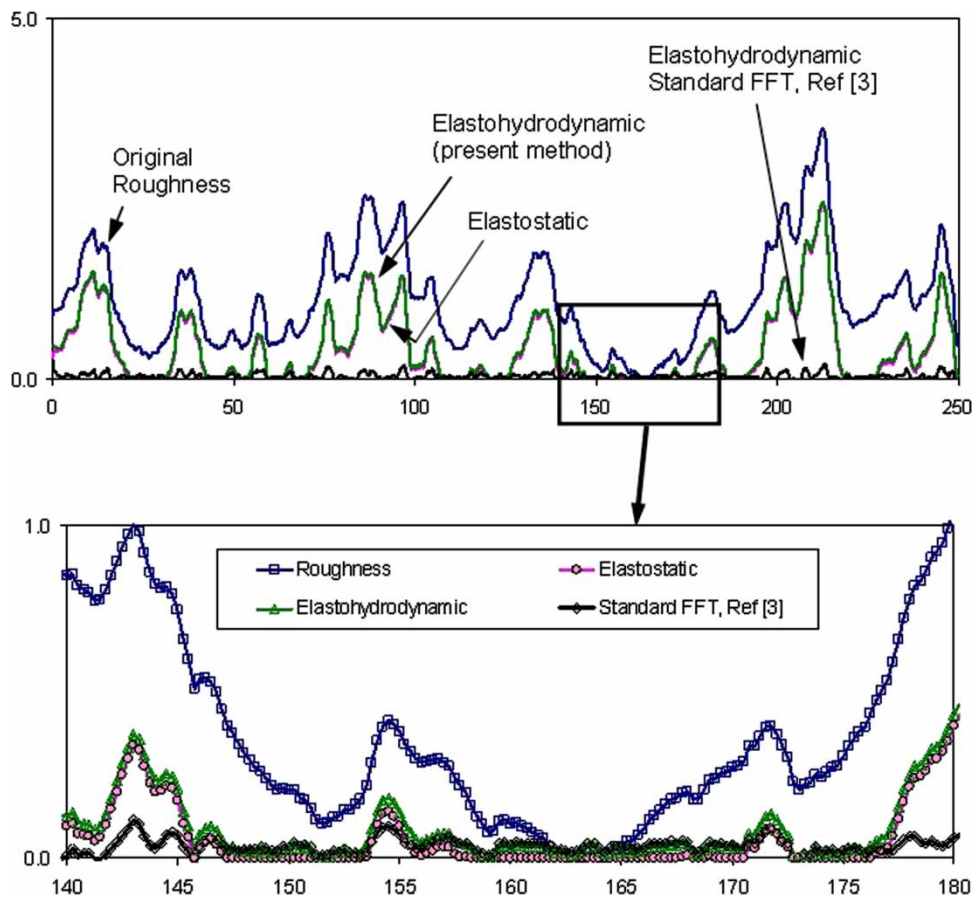 5.0
Elastohydrodynamic
Standard FFT, Ref [3]
Elastohydrodynamic
(present method)
Original
Roughness
Elastostatic
0.0
0 50 100 150 200 250
1.0
Roughness Elastostatic
Elastohydrodynamic Standard FFT, Ref [3]
0.0
140 145 150 155 160 165 170 175 180